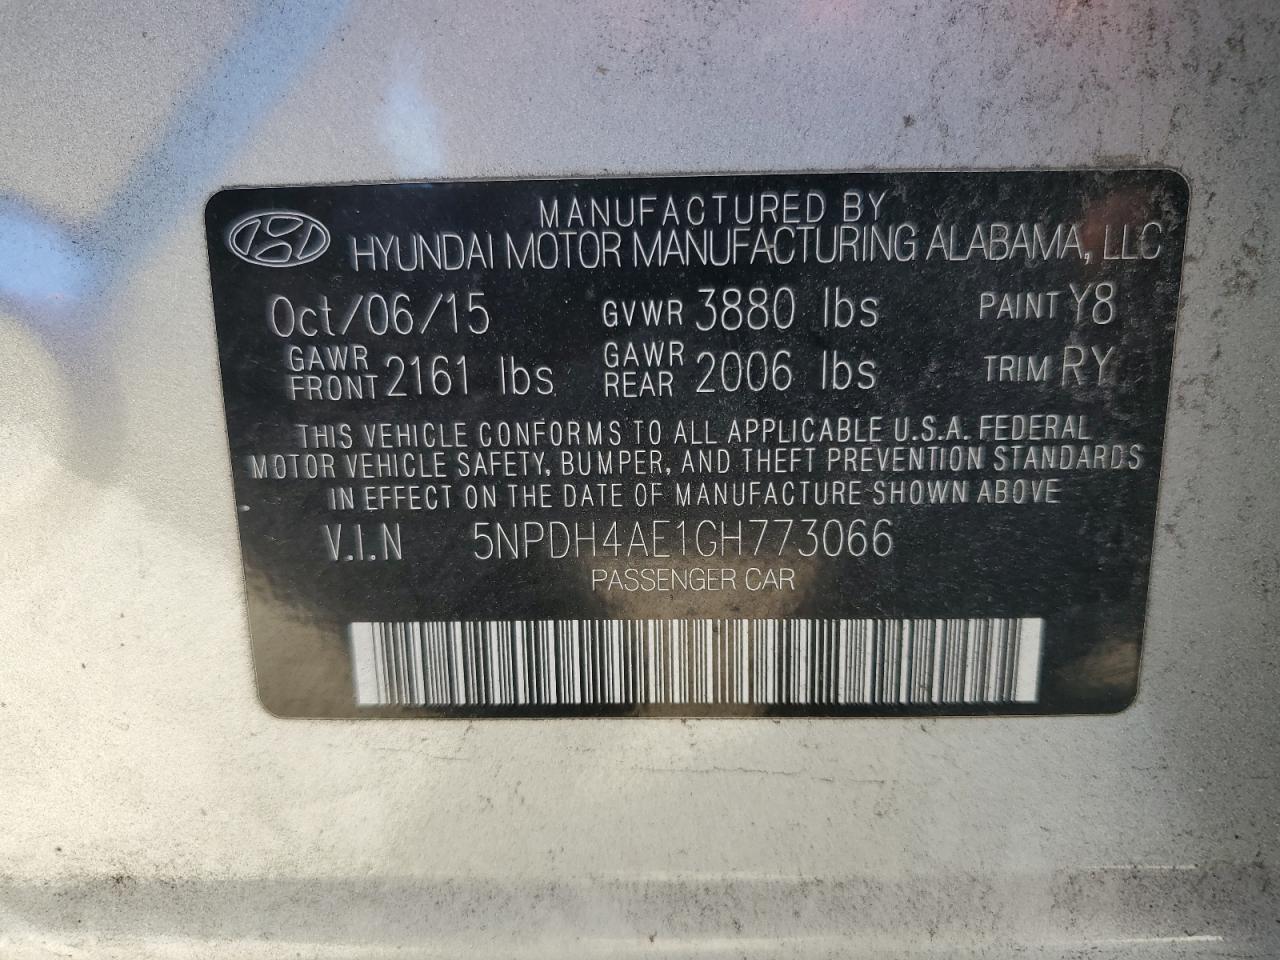 MANUFACTURED BY
HYUNDAI MOTOR MANUFACTURING ALABAMA, LLC
Oct/06/15 GVWR 3880 lbs PAINT Y8
GAWR FRONT 2161 lbs GAWR REAR 2006 lbs TRIM RY
THIS VEHICLE CONFORMS TO ALL APPLICABLE U.S.A. FEDERAL
MOTOR VEHICLE SAFETY, BUMPER, AND THEFT PREVENTION STANDARDS
IN EFFECT ON THE DATE OF MANUFACTURE SHOWN ABOVE
V.I.N 5NPDH4AE1GH773066
PASSENGER CAR